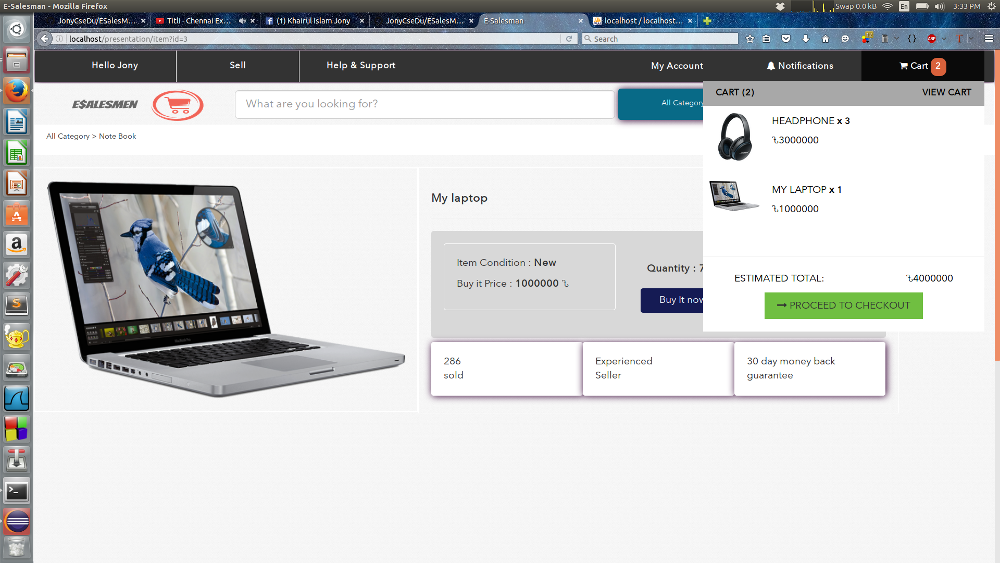 E-Salesman - Mozilla Firefox
Swap 0.0 kB
En
3:33 PM
JonyCseDu/ESalesM...
Titli - Chennai Ex...
(1) Khairul Islam Jony
JonyCseDu/ESalesM...
E-Salesman
localhost / localhost...
localhost/presentation/item?id=3
Search
Hello Jony
Sell
Help & Support
My Account
Notifications
Cart 2
ESALESMEN
What are you looking for?
All Category
CART (2)
VIEW CART
HEADPHONE x 3
৳3000000
MY LAPTOP x 1
৳1000000
ESTIMATED TOTAL:
৳4000000
PROCEED TO CHECKOUT
All Category > Note Book
My laptop
Item Condition : New
Buy it Price : 1000000 ৳
Quantity : 7
Buy It now
286
sold
Experienced
Seller
30 day money back
guarantee